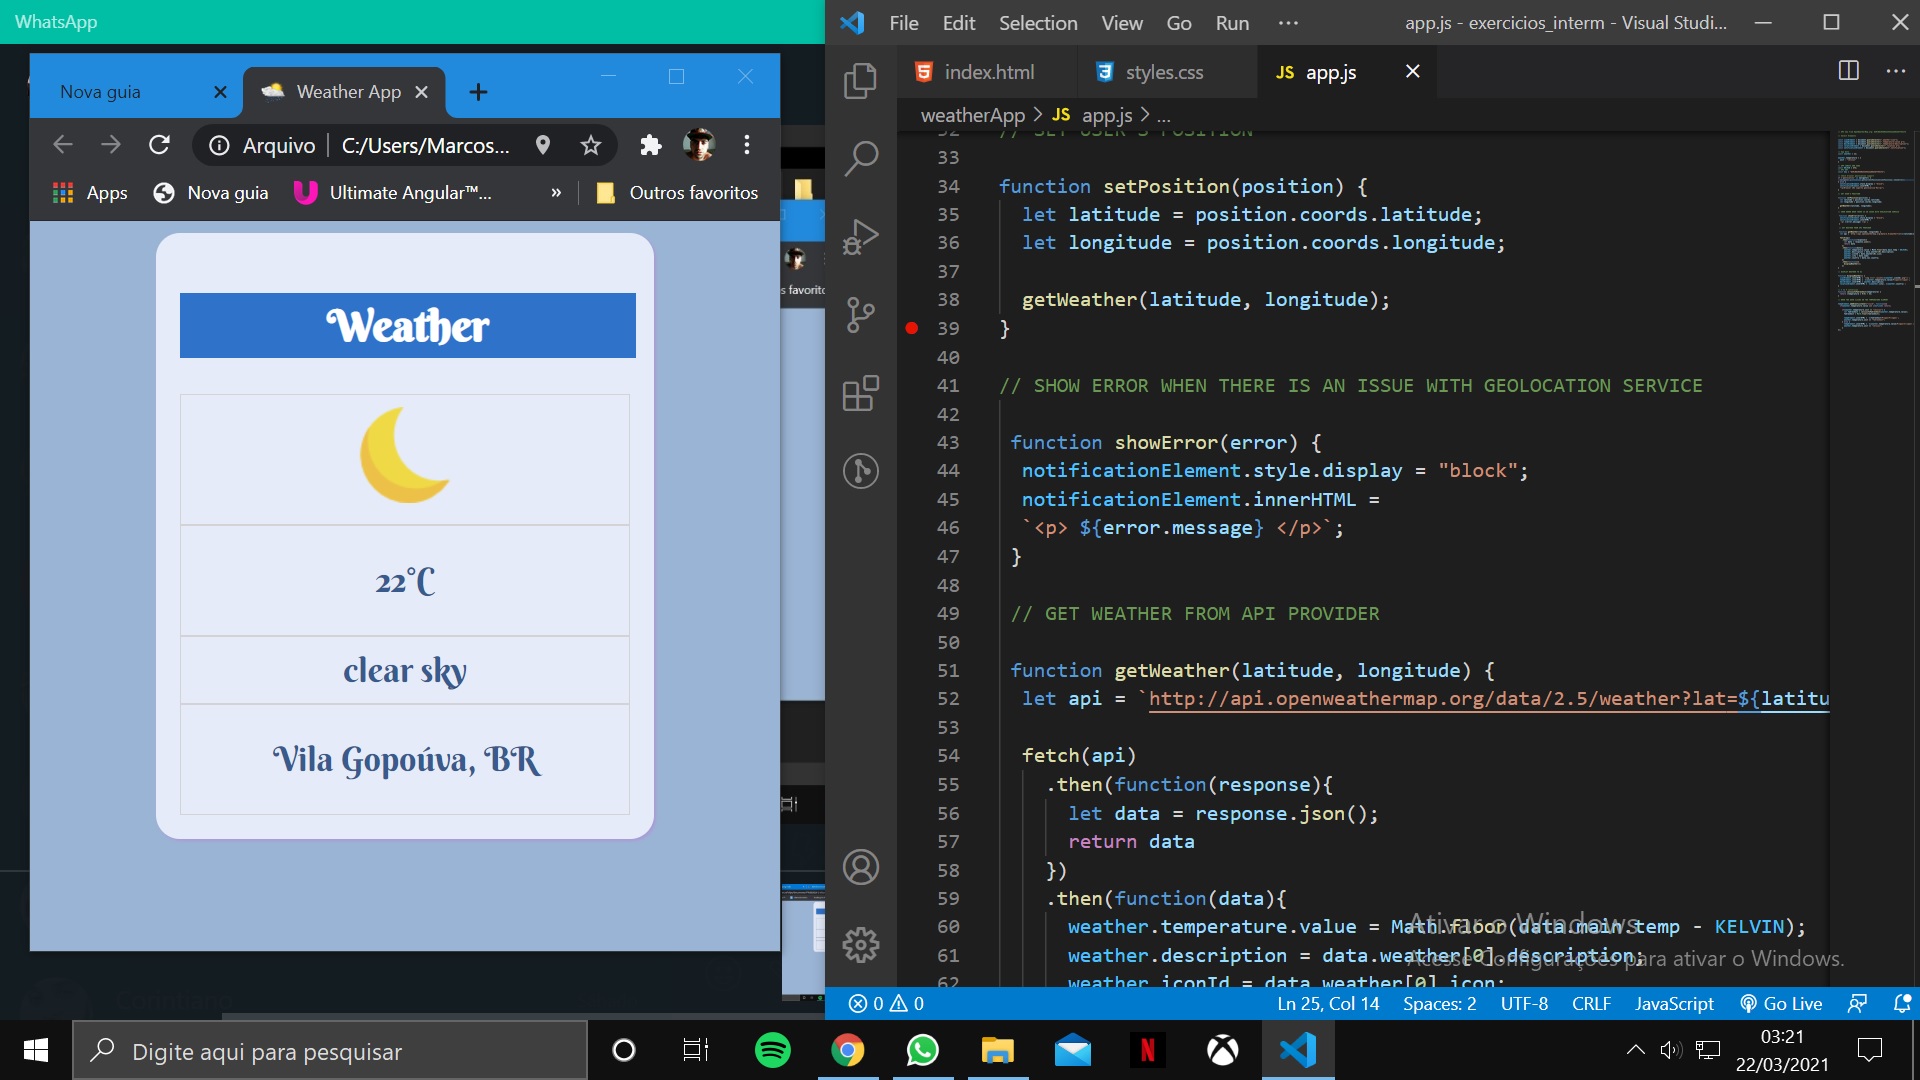 WhatsApp
Nova guia
Weather App
Arquivo
C:/Users/Marcos...
Apps
Nova guia
Ultimate Angular™...
»
Outros favoritos
Weather
22°C
clear sky
Vila Gopoúva, BR
s favorito
File Edit Selection View Go Run ···
app.js - exercicios_interm - Visual Studi...
index.html
styles.css
JS app.js
weatherApp > JS app.js > ...
32 // SET USER'S POSITION
33
34 function setPosition(position) {
35 let latitude = position.coords.latitude;
36 let longitude = position.coords.longitude;
37
38 getWeather(latitude, longitude);
39 }
40
41 // SHOW ERROR WHEN THERE IS AN ISSUE WITH GEOLOCATION SERVICE
42
43 function showError(error) {
44 notificationElement.style.display = "block";
45 notificationElement.innerHTML =
46 `<p> ${error.message} </p>`;
47 }
48
49 // GET WEATHER FROM API PROVIDER
50
51 function getWeather(latitude, longitude) {
52 let api = `http://api.openweathermap.org/data/2.5/weather?lat=${latitu
53
54 fetch(api)
55 .then(function(response){
56 let data = response.json();
57 return data
58 })
59 .then(function(data){
60 weather.temperature.value = Math.floor(data.main.temp - KELVIN);
61 weather.description = data.weather[0].description;
62 weather.iconId = data.weather[0].icon;
Ativar o Windows
Acesse Configurações para ativar o Windows.
0 0
Ln 25, Col 14 Spaces: 2 UTF-8 CRLF JavaScript Go Live
Digite aqui para pesquisar
03:21
22/03/2021